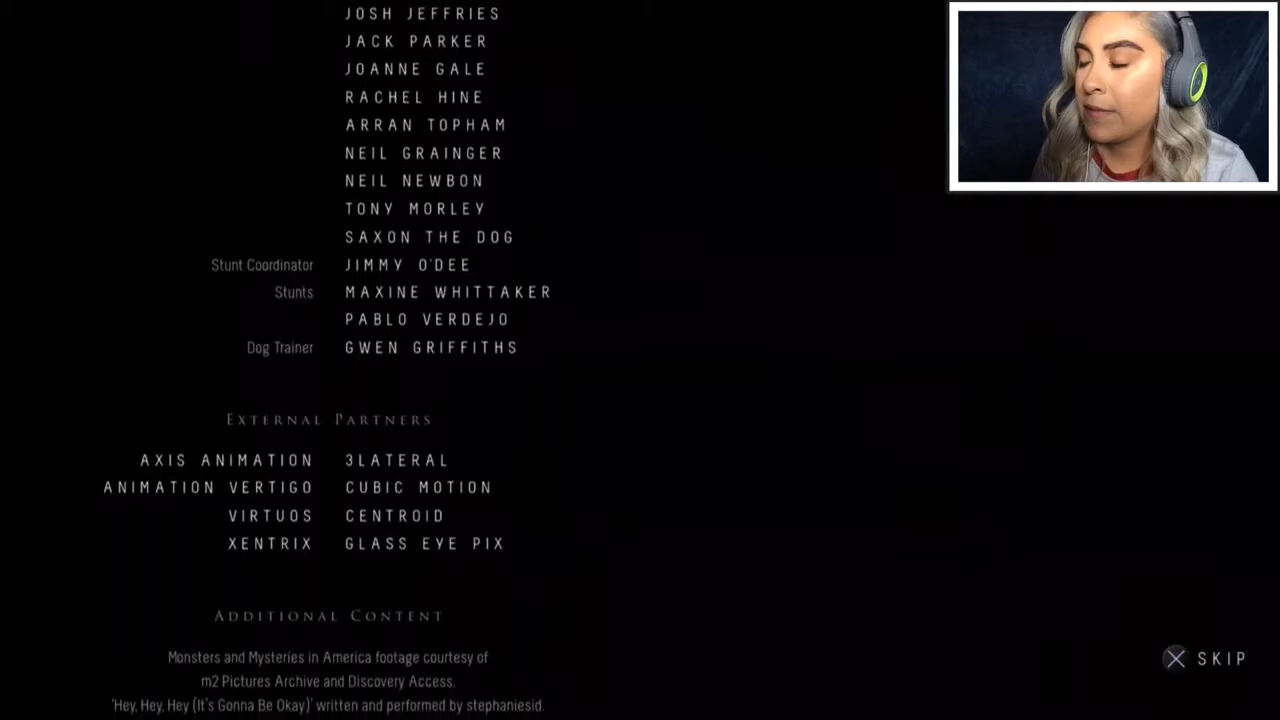 JOSH JEFFRIES
JACK PARKER
JOANNE GALE
RACHEL HINE
ARRAN TOPHAM
NEIL GRAINGER
NEIL NEWBON
TONY MORLEY
SAXON THE DOG
Stunt Coordinator JIMMY O'DEE
Stunts MAXINE WHITTAKER
PABLO VERDEJO
Dog Trainer GWEN GRIFFITHS
EXTERNAL PARTNERS
AXIS ANIMATION 3LATERAL
ANIMATION VERTIGO CUBIC MOTION
VIRTUOS CENTROID
XENTRIX GLASS EYE PIX
ADDITIONAL CONTENT
Monsters and Mysteries in America footage courtesy of
m2 Pictures Archive and Discovery Access.
'Hey, Hey, Hey (It's Gonna Be Okay)' written and performed by stephaniesid.
SKIP